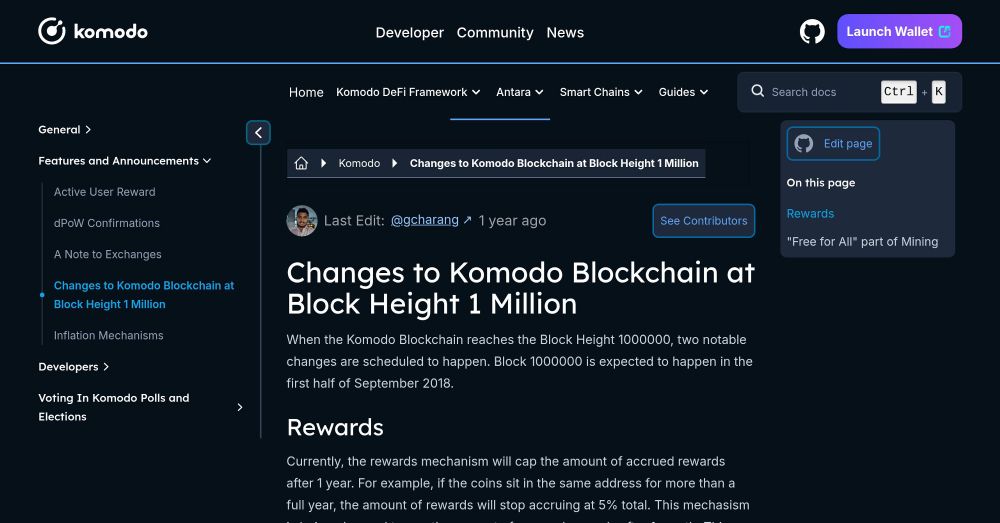 komodo
Developer Community News
Launch Wallet
Home Komodo DeFi Framework Antara Smart Chains Guides
Search docs Ctrl + K
General
Features and Announcements
Active User Reward
dPoW Confirmations
A Note to Exchanges
Changes to Komodo Blockchain at
Block Height 1 Million
Inflation Mechanisms
Developers
Voting In Komodo Polls and
Elections
Komodo Changes to Komodo Blockchain at Block Height 1 Million
Last Edit: @gcharang ↗ 1 year ago
See Contributors
Changes to Komodo Blockchain at
Block Height 1 Million
When the Komodo Blockchain reaches the Block Height 1000000, two notable
changes are scheduled to happen. Block 1000000 is expected to happen in the
first half of September 2018.
Rewards
Currently, the rewards mechanism will cap the amount of accrued rewards
after 1 year. For example, if the coins sit in the same address for more than a
full year, the amount of rewards will stop accruing at 5% total. This mechasism
Edit page
On this page
Rewards
"Free for All" part of Mining